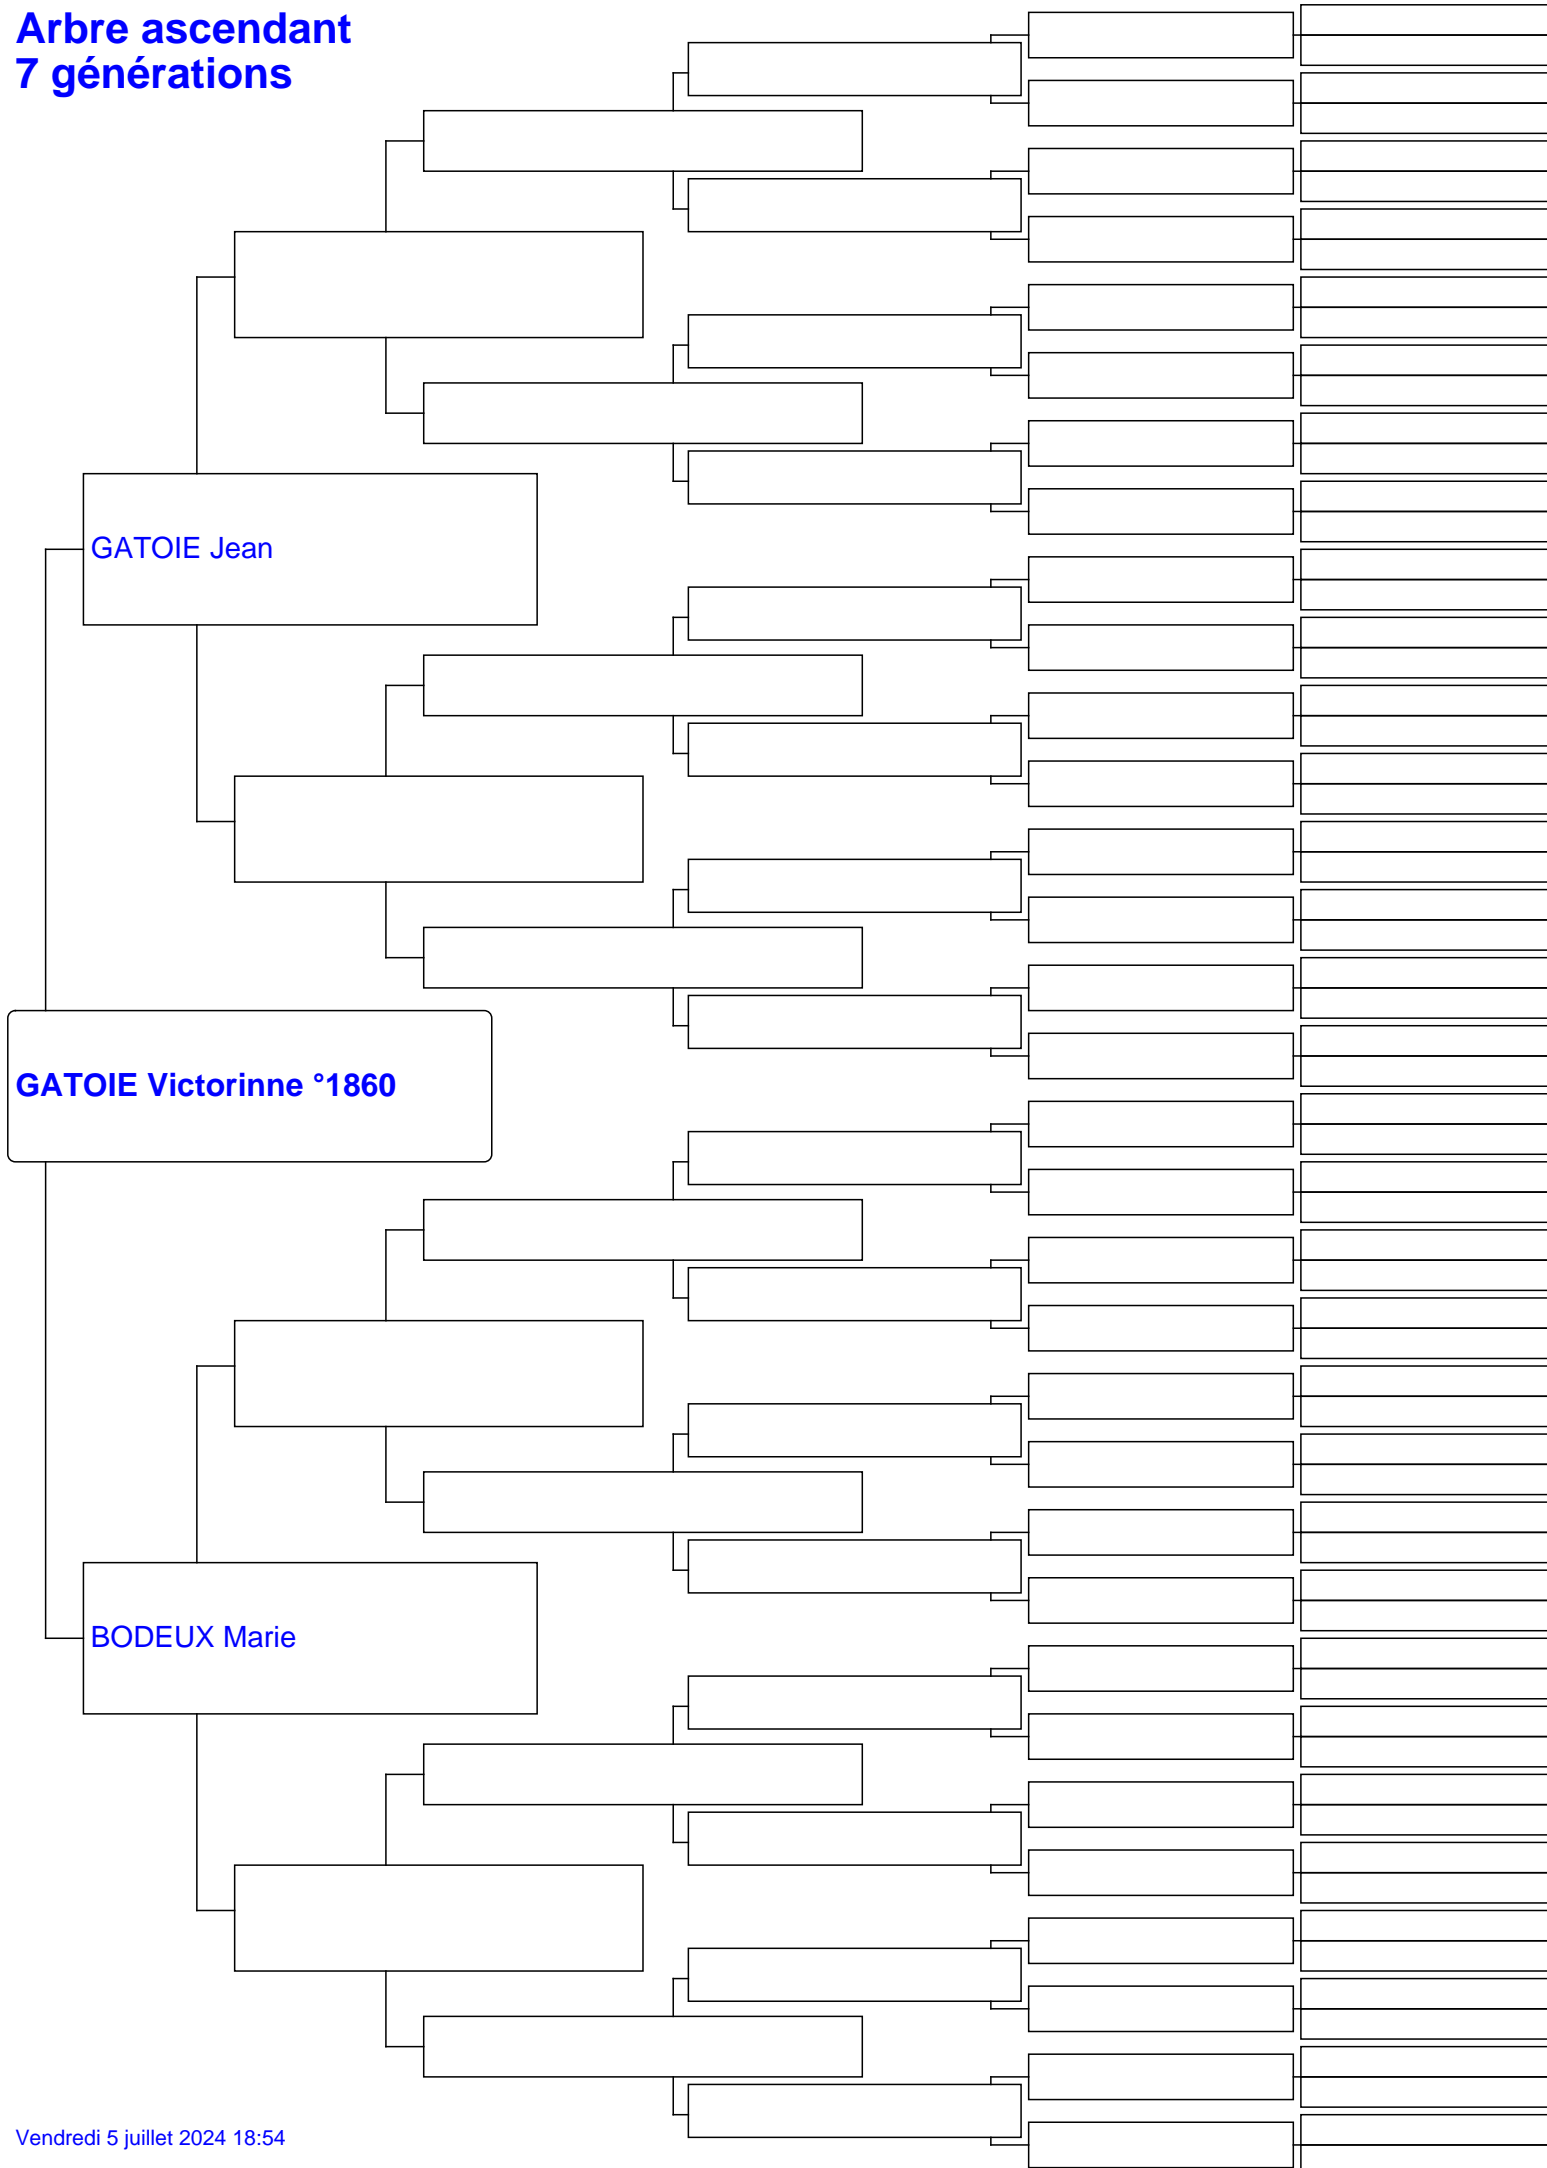 Arbre ascendant
7 générations
GATOIE Jean
GATOIE Victorinne °1860
BODEUX Marie
Vendredi 5 juillet 2024 18:54